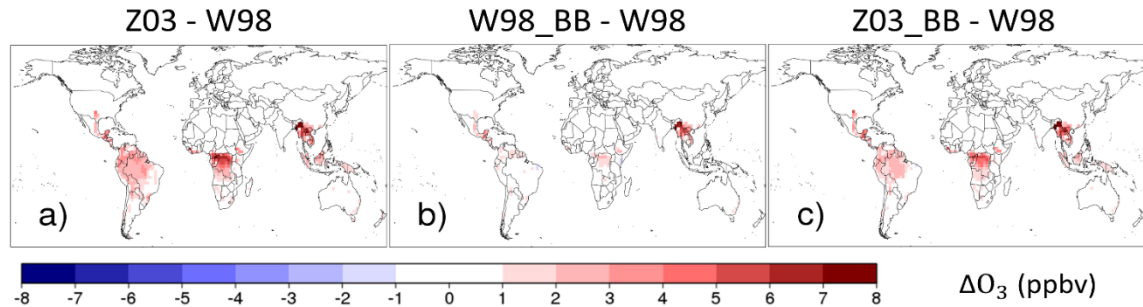 Z03 - W98
W98_BB - W98
Z03_BB - W98
a)
b)
c)
-8 -7 -6 -5 -4 -3 -2 -1 0 1 2 3 4 5 6 7 8
ΔO₃ (ppbv)